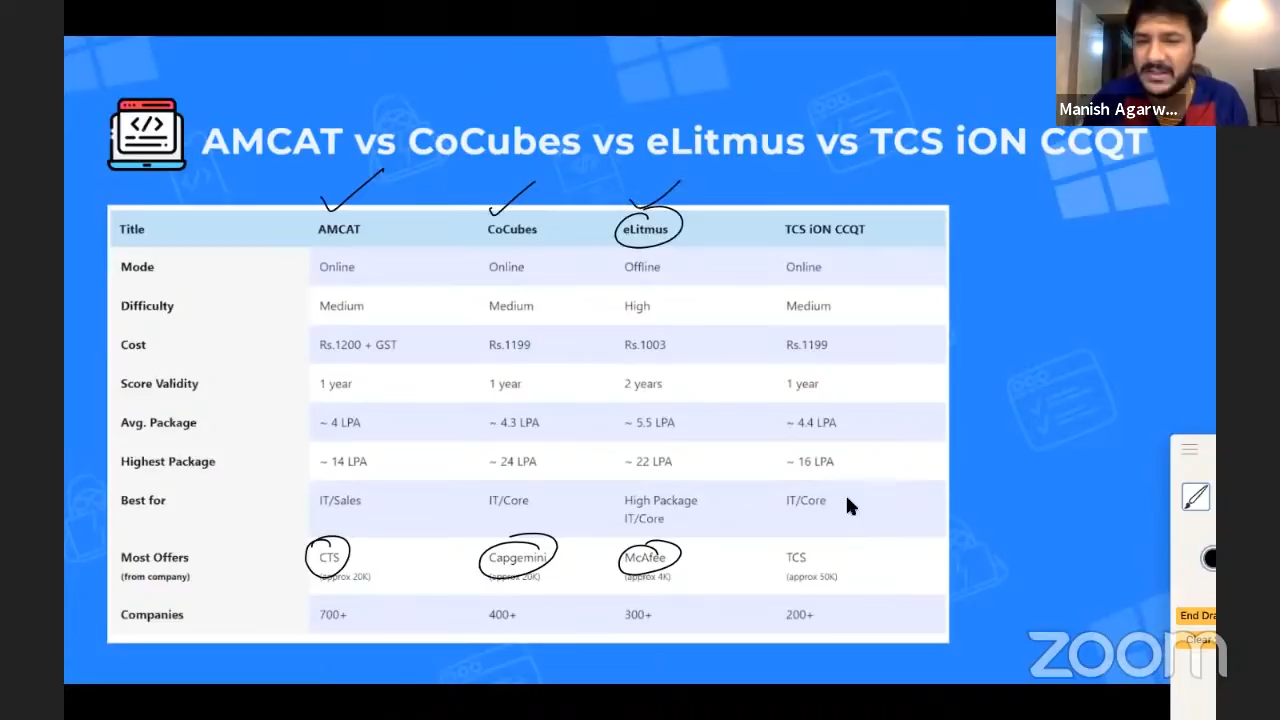 Manish Agarw...
AMCAT vs CoCubes vs eLitmus vs TCS iON CCQT
Title AMCAT CoCubes eLitmus TCS iON CCQT
Mode Online Online Offline Online
Difficulty Medium Medium High Medium
Cost Rs.1200 + GST Rs.1199 Rs.1003 Rs.1199
Score Validity 1 year 1 year 2 years 1 year
Avg. Package ~ 4 LPA ~ 4.3 LPA ~ 5.5 LPA ~ 4.4 LPA
Highest Package ~ 14 LPA ~ 24 LPA ~ 22 LPA ~ 16 LPA
Best for IT/Sales IT/Core High Package IT/Core
IT/Core
Most Offers CTS Capgemini McAfee TCS
(from company) (approx 20K) (approx 20K) (approx 4K) (approx 50K)
Companies 700+ 400+ 300+ 200+
End Dra
Clear
zoom